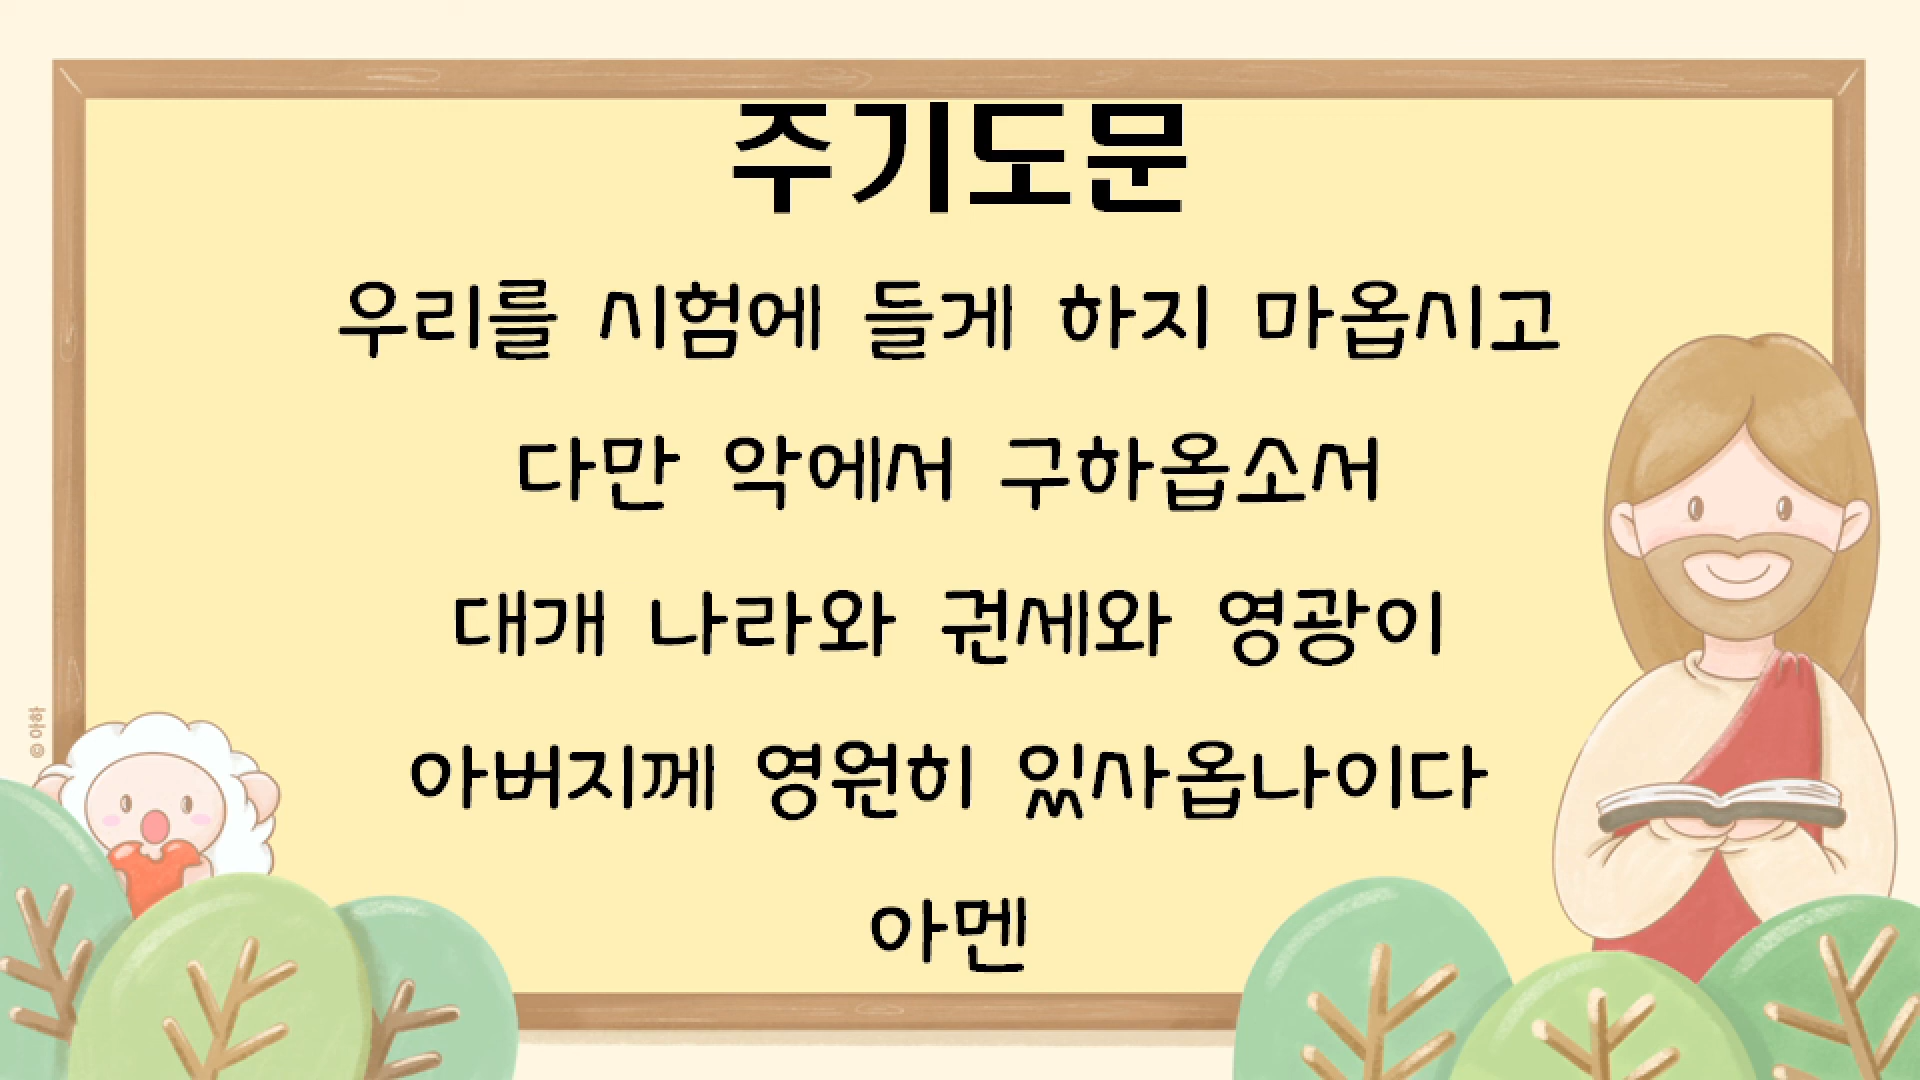 주기도문
우리를 시험에 들게 하지 마옵시고
다만 악에서 구하옵소서
대개 나라와 권세와 영광이
아버지께 영원히 있사옵나이다
아멘
© 아하